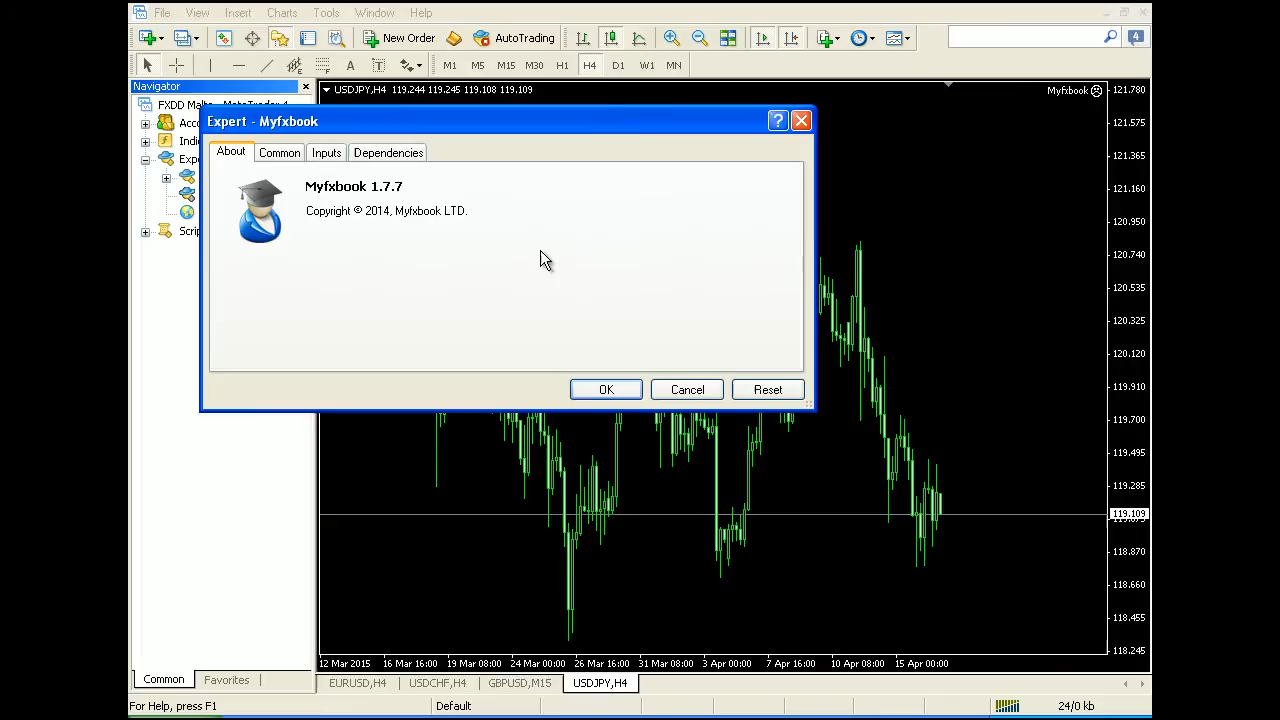 File View Insert Charts Tools Window Help
New Order AutoTrading 4
A T M1 M5 M15 M30 H1 H4 D1 W1 MN
Navigator
USDJPY,H4 119.244 119.245 119.108 119.109
Myfxbook
121.780
121.575
121.365
121.160
120.950
120.740
120.535
120.325
120.120
119.910
119.700
119.495
119.285
119.109
118.870
118.660
118.455
118.245
Expert - Myfxbook
About Common Inputs Dependencies
Myfxbook 1.7.7
Copyright © 2014, Myfxbook LTD.
OK Cancel Reset
12 Mar 2015 16 Mar 16:00 19 Mar 08:00 24 Mar 00:00 26 Mar 16:00 31 Mar 08:00 3 Apr 00:00 7 Apr 16:00 10 Apr 08:00 15 Apr 00:00
Common Favorites
EURUSD,H4 USDCHF,H4 GBPUSD,M15 USDJPY,H4
For Help, press F1 Default 24/0 kb